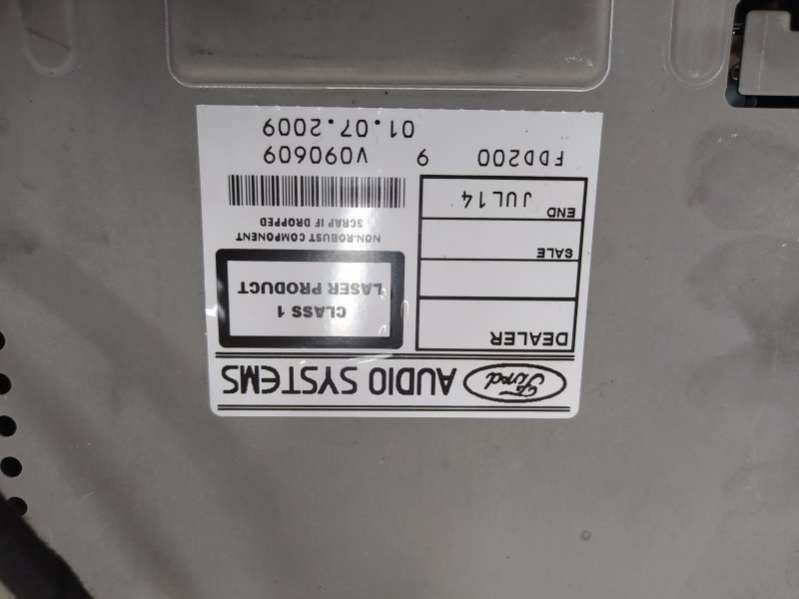 Ford AUDIO SYSTEMS
DEALER
SALE
END JUL14
CLASS 1
LASER PRODUCT
NON-ROBUST COMPONENT
SCRAP IF DROPPED
FDD200 9 V090609
01.07.2009